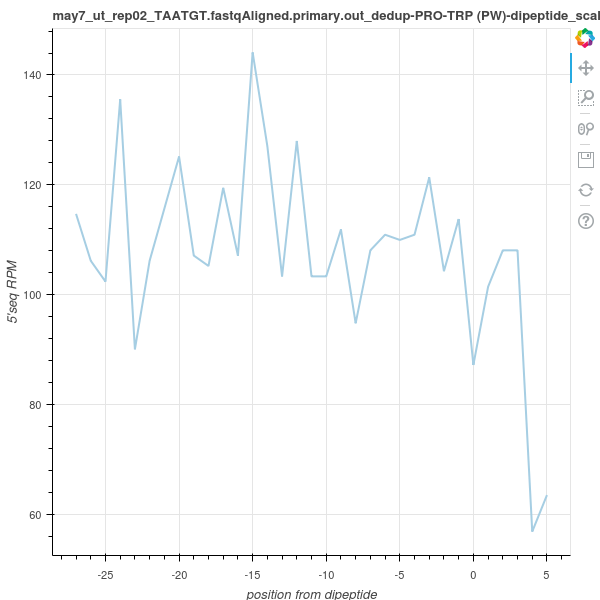 may7_ut_rep02_TAATGT.fastqAligned.primary.out_dedup-PRO-TRP (PW)-dipeptide_scal
140
120
100
80
60
5'seq RPM
-25 -20 -15 -10 -5 0 5
position from dipeptide